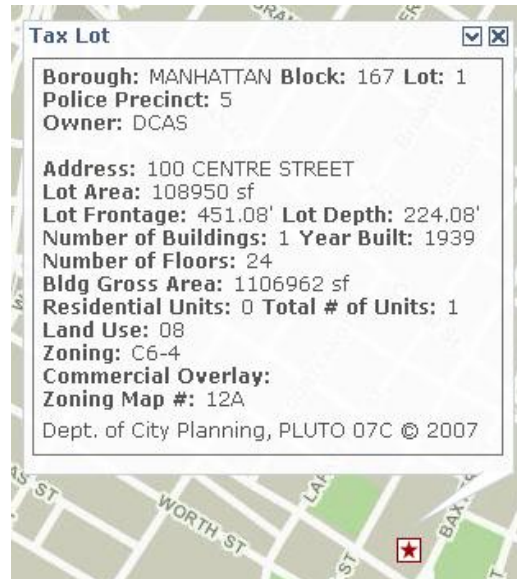 Tax Lot
Borough: MANHATTAN Block: 167 Lot: 1
Police Precinct: 5
Owner: DCAS
Address: 100 CENTRE STREET
Lot Area: 108950 sf
Lot Frontage: 451.08' Lot Depth: 224.08'
Number of Buildings: 1 Year Built: 1939
Number of Floors: 24
Bldg Gross Area: 1106962 sf
Residential Units: 0 Total # of Units: 1
Land Use: 08
Zoning: C6-4
Commercial Overlay:
Zoning Map #: 12A
Dept. of City Planning, PLUTO 07C © 2007
ST
WORTH ST
ST